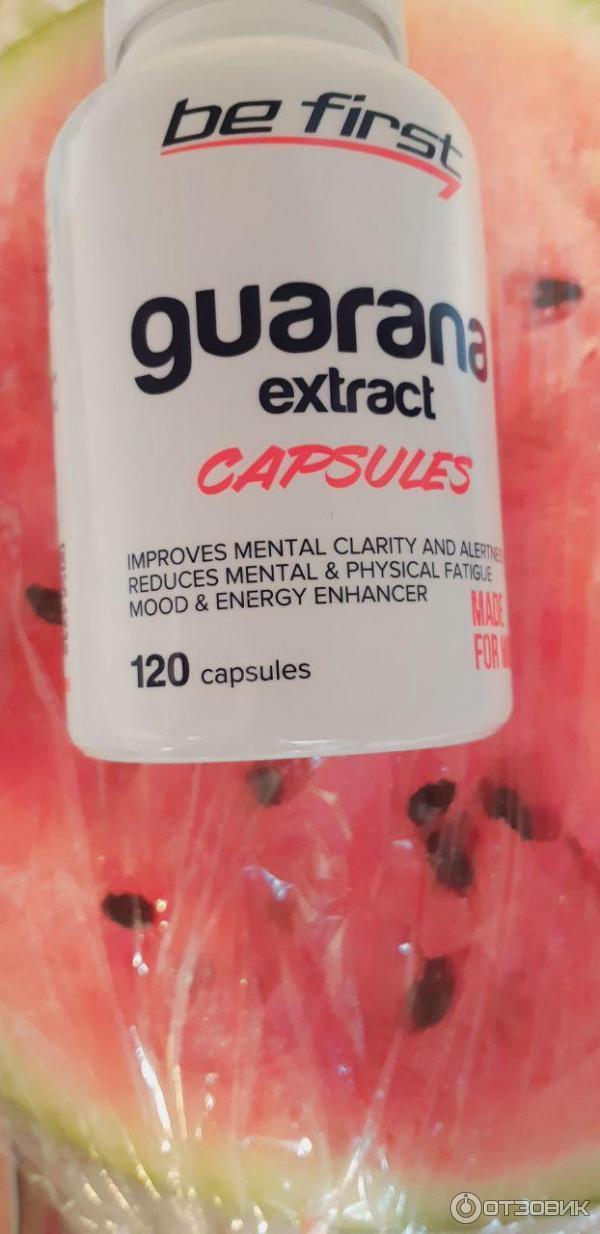 be first
guarana
extract
CAPSULES
IMPROVES MENTAL CLARITY AND
REDUCES MENTAL & PHYSICAL FATIGUE
MOOD & ENERGY ENHANCER
MADE
FOR
120 capsules
ОТЗОВИК